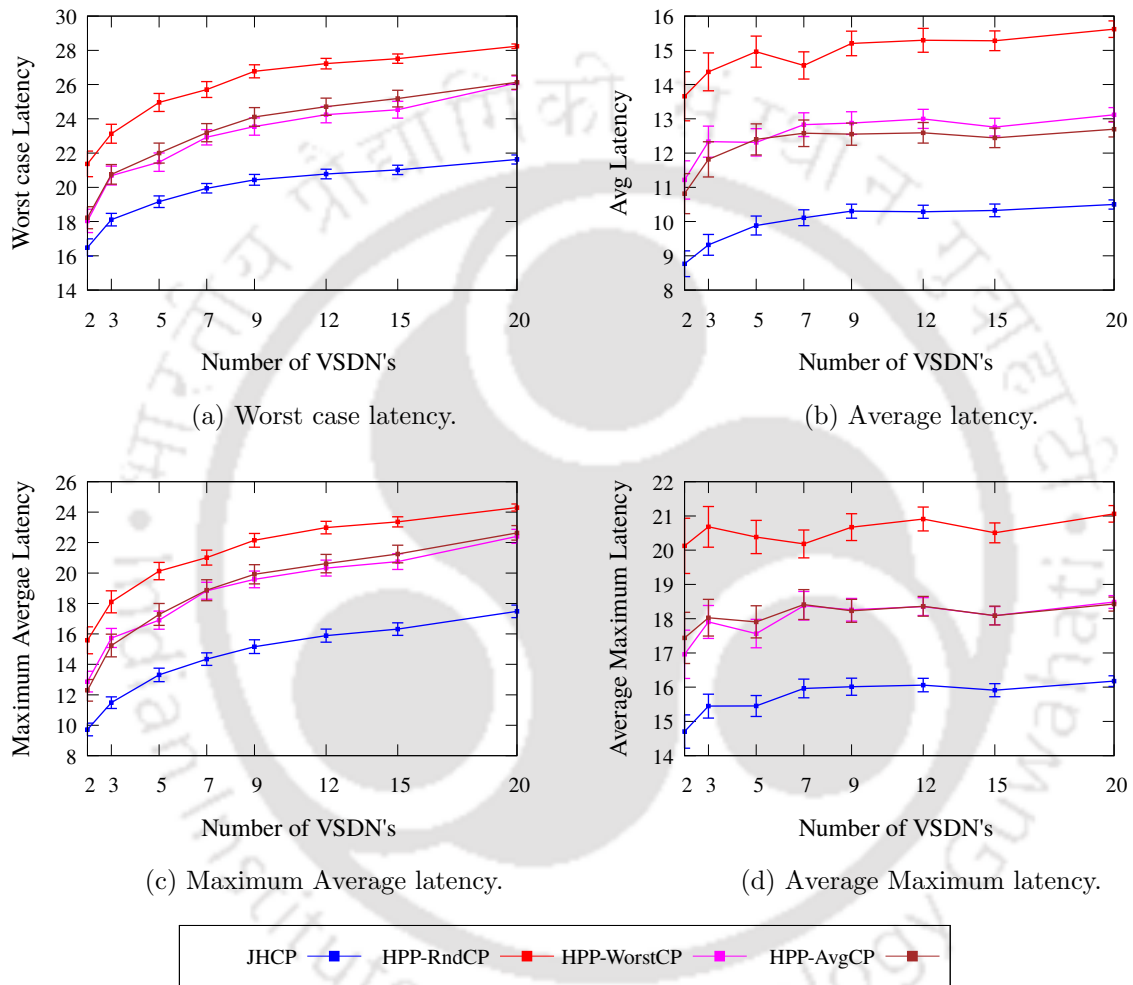 30
28
26
24
22
20
18
16
14
Worst case Latency
2 3 5 7 9 12 15 20
Number of VSDN's
(a) Worst case latency.
16
15
14
13
12
11
10
9
8
Avg Latency
2 3 5 7 9 12 15 20
Number of VSDN's
(b) Average latency.
26
24
22
20
18
16
14
12
10
8
Maximum Avergae Latency
2 3 5 7 9 12 15 20
Number of VSDN's
(c) Maximum Average latency.
22
21
20
19
18
17
16
15
14
Average Maximum Latency
2 3 5 7 9 12 15 20
Number of VSDN's
(d) Average Maximum latency.
JHCP HPP-RndCP HPP-WorstCP HPP-AvgCP